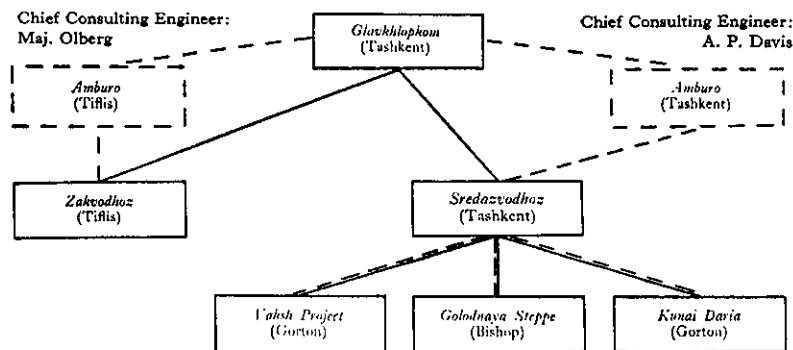 Chief Consulting Engineer:
Maj. Olberg
Glavkhlopkom
(Tashkent)
Chief Consulting Engineer:
A. P. Davis
Amburo
(Tiflis)
Amburo
(Tashkent)
Zakvodhoz
(Tiflis)
Sredazvodhoz
(Tashkent)
Vaksh Project
(Gorton)
Golodnaya Steppe
(Bishop)
Kunai Daria
(Gorton)